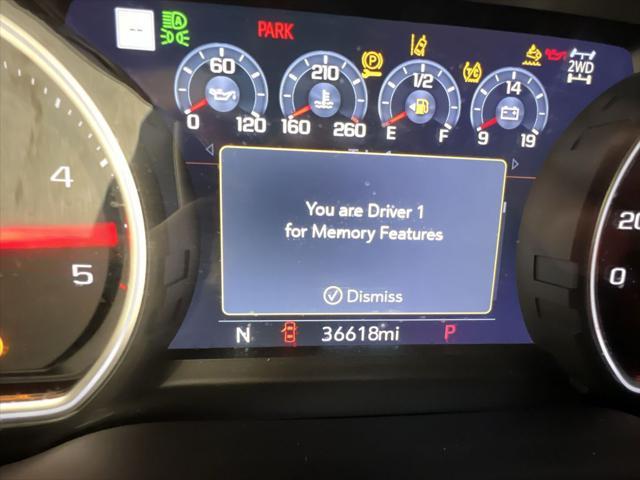 --
A
PARK
60
0 120
210
160 260
P
1/2
E F
14
9 19
2WD
You are Driver 1
for Memory Features
Dismiss
N 36618mi P
4
5
20
0